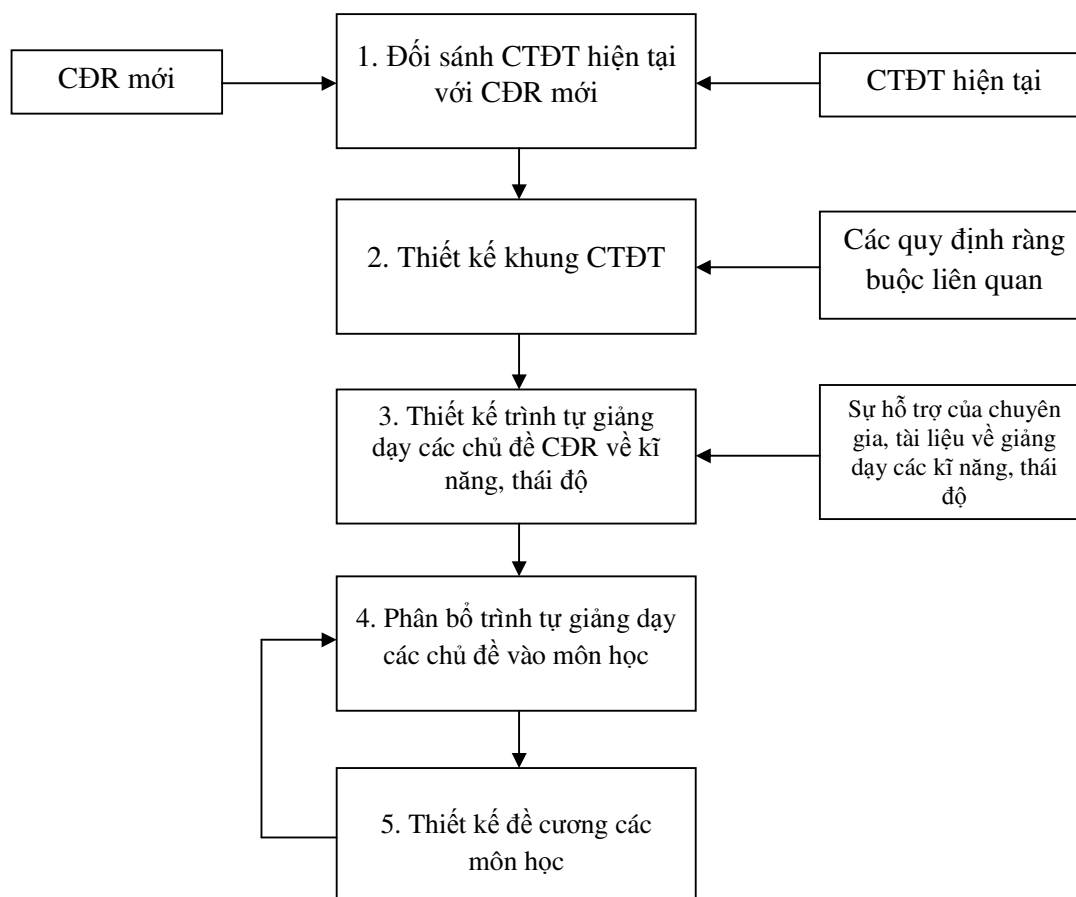 CĐR mới
1. Đối sánh CTĐT hiện tại
với CĐR mới
CTĐT hiện tại
2. Thiết kế khung CTĐT
Các quy định ràng
buộc liên quan
3. Thiết kế trình tự giảng
dạy các chủ đề CĐR về kĩ
năng, thái độ
Sự hỗ trợ của chuyên
gia, tài liệu về giảng
dạy các kĩ năng, thái
độ
4. Phân bổ trình tự giảng dạy
các chủ đề vào môn học
5. Thiết kế đề cương các
môn học